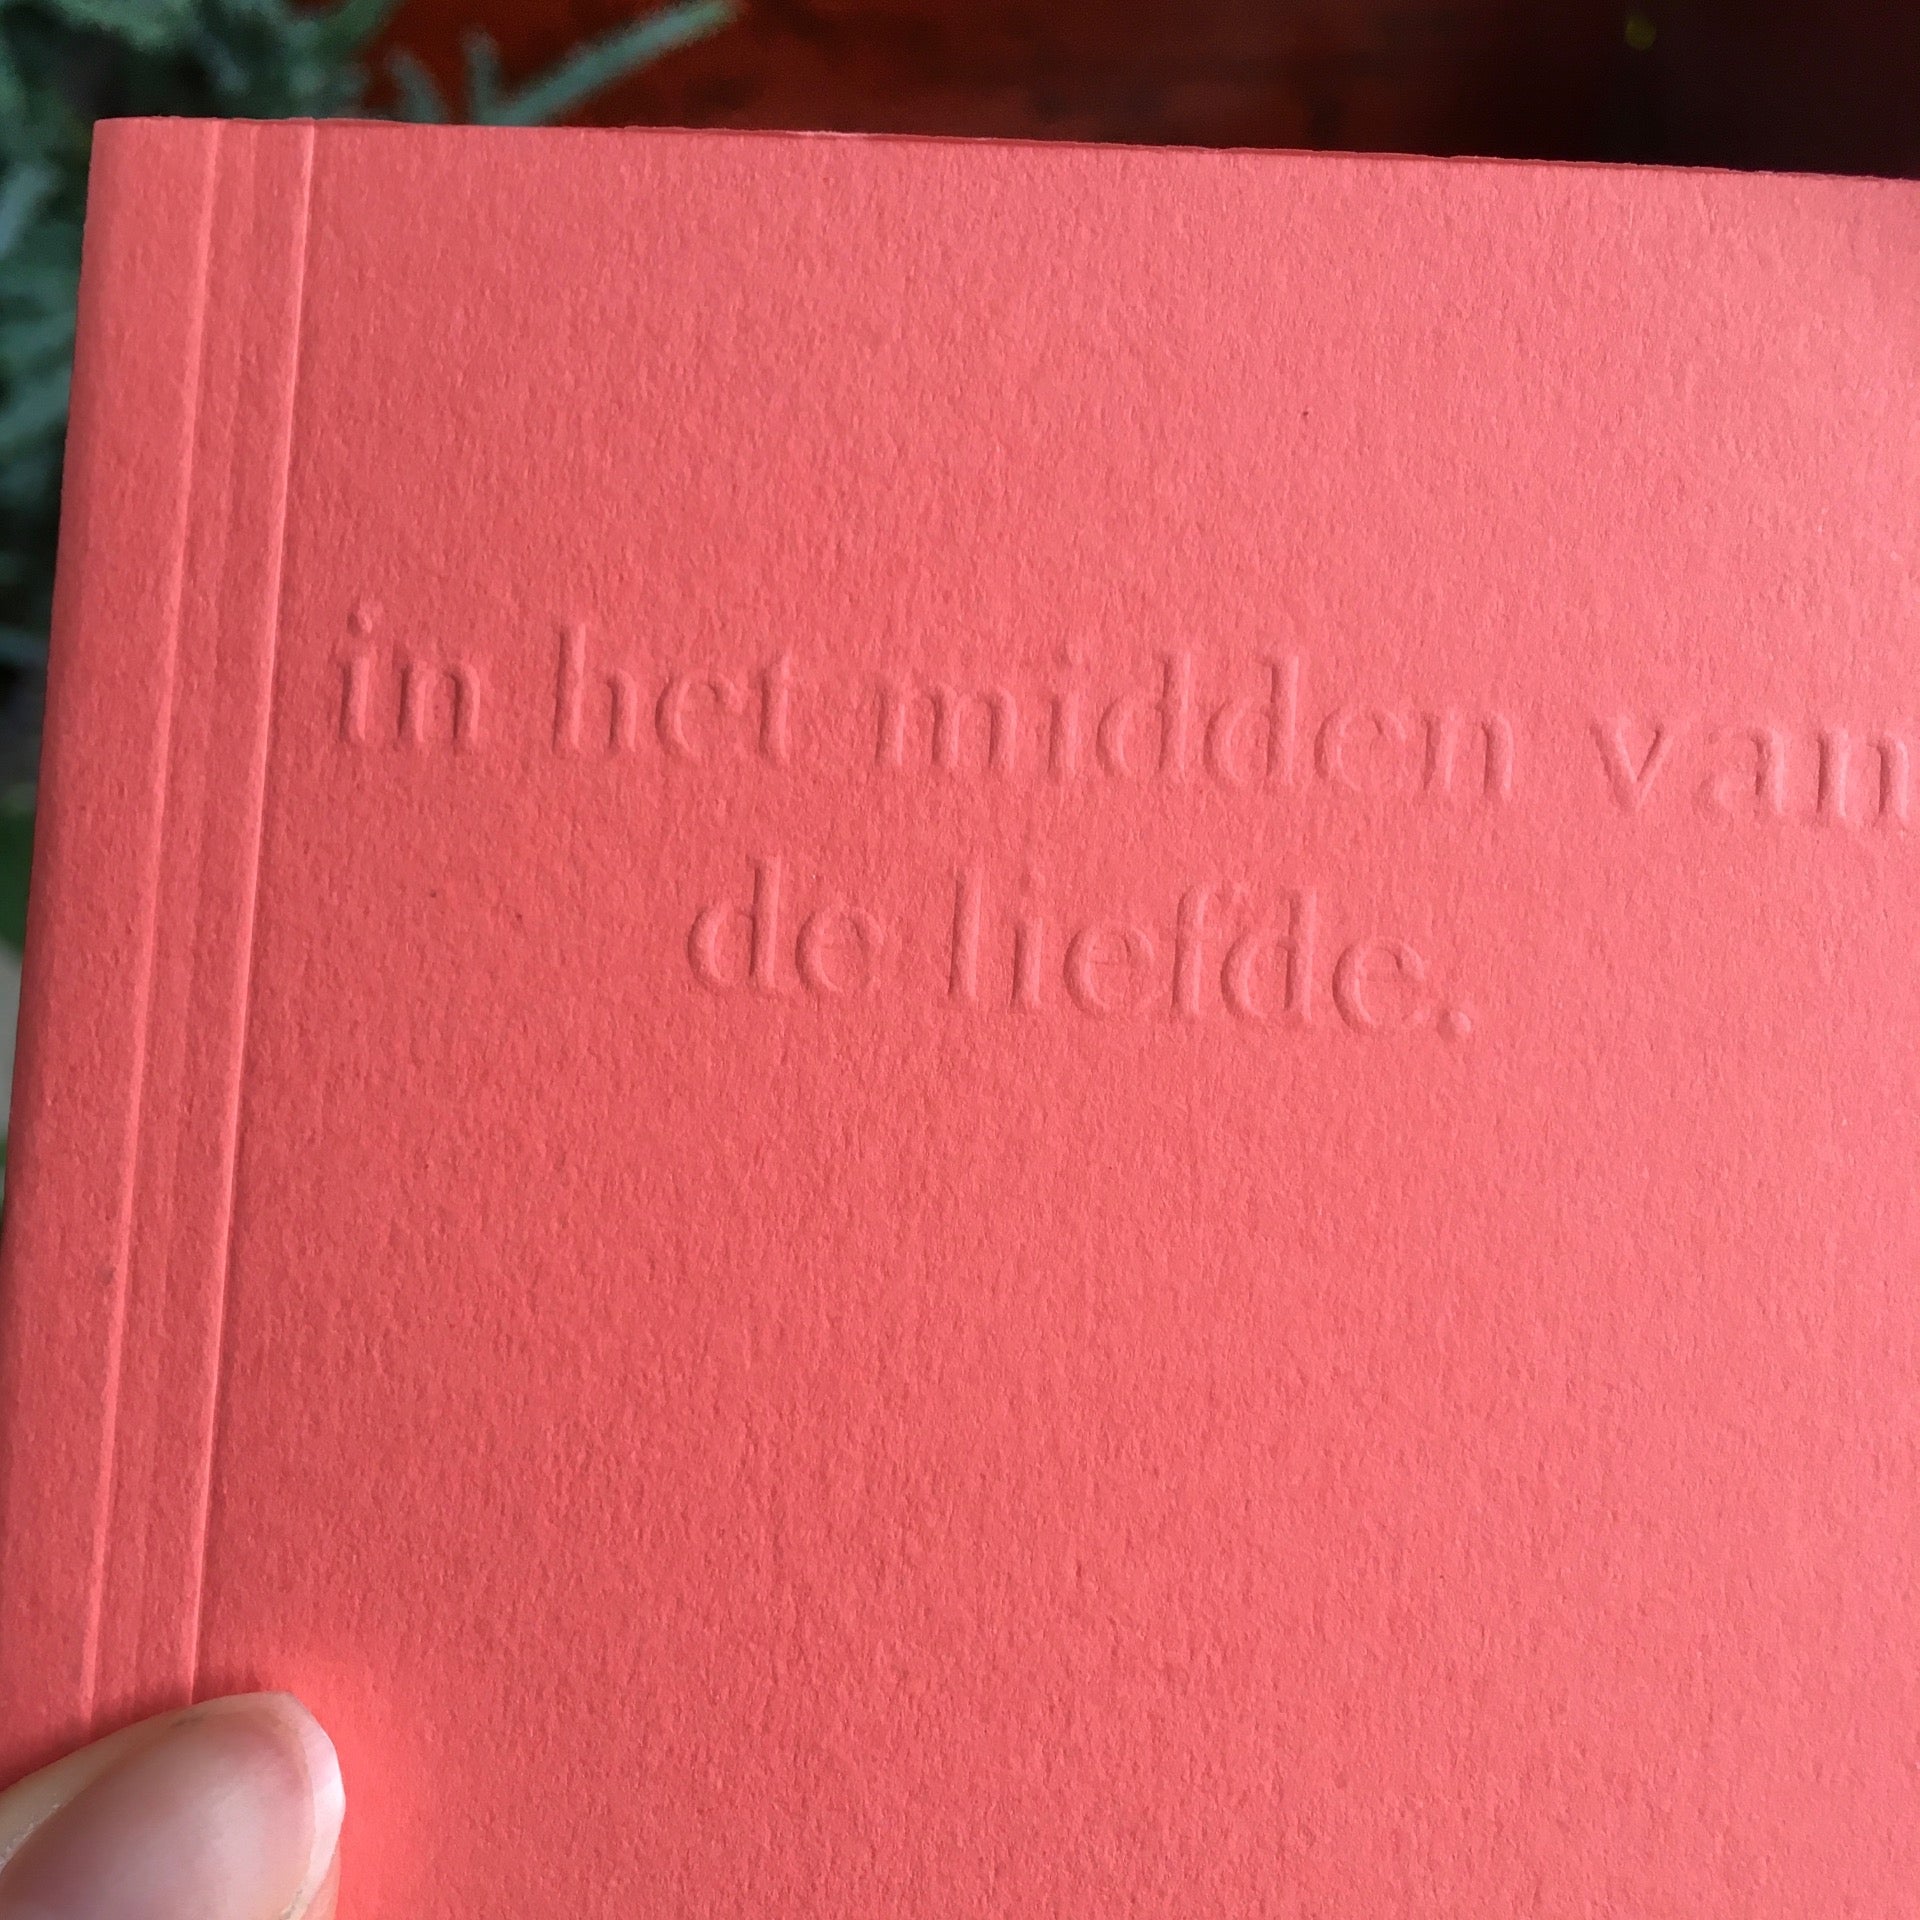 in het midden van
de liefde.